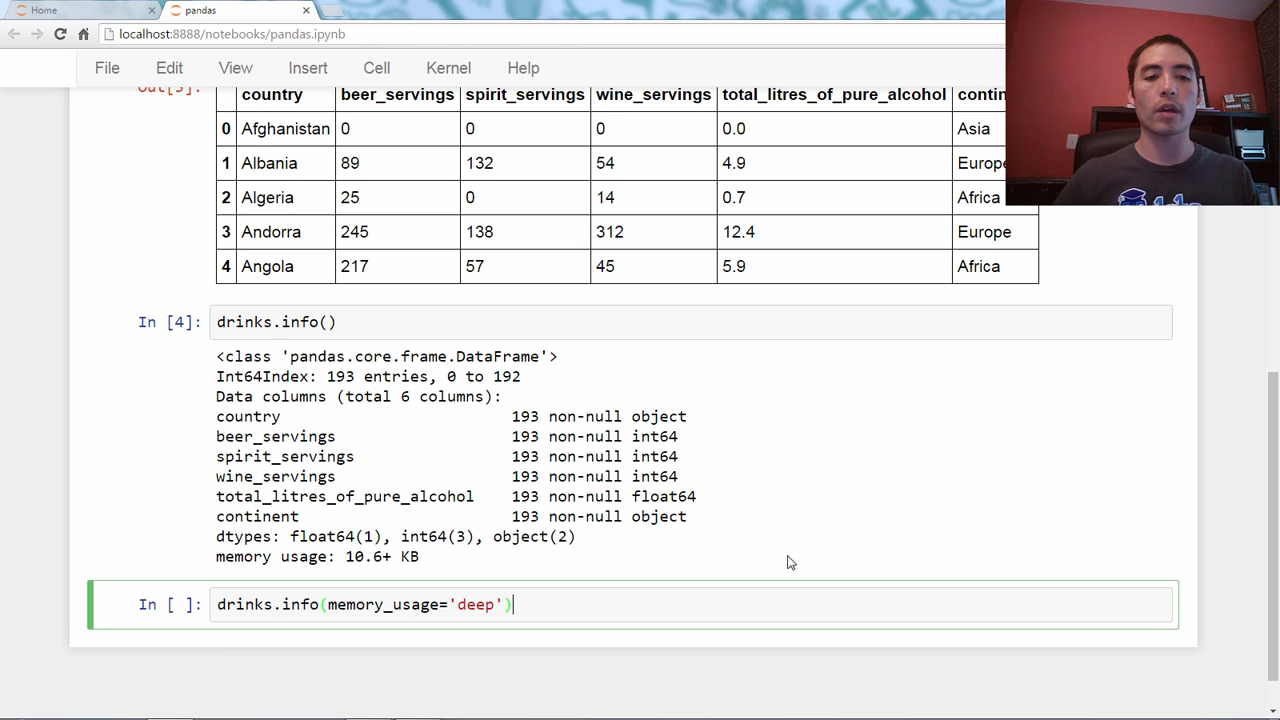 Home
pandas
localhost:8888/notebooks/pandas.ipynb
File Edit View Insert Cell Kernel Help
country beer_servings spirit_servings wine_servings total_litres_of_pure_alcohol
0 Afghanistan 0 0 0 0.0 Asia
1 Albania 89 132 54 4.9 Europe
2 Algeria 25 0 14 0.7 Africa
3 Andorra 245 138 312 12.4 Europe
4 Angola 217 57 45 5.9 Africa
In [4]: drinks.info()
<class 'pandas.core.frame.DataFrame'>
Int64Index: 193 entries, 0 to 192
Data columns (total 6 columns):
country 193 non-null object
beer_servings 193 non-null int64
spirit_servings 193 non-null int64
wine_servings 193 non-null int64
total_litres_of_pure_alcohol 193 non-null float64
continent 193 non-null object
dtypes: float64(1), int64(3), object(2)
memory usage: 10.6+ KB
In [ ]: drinks.info(memory_usage='deep')